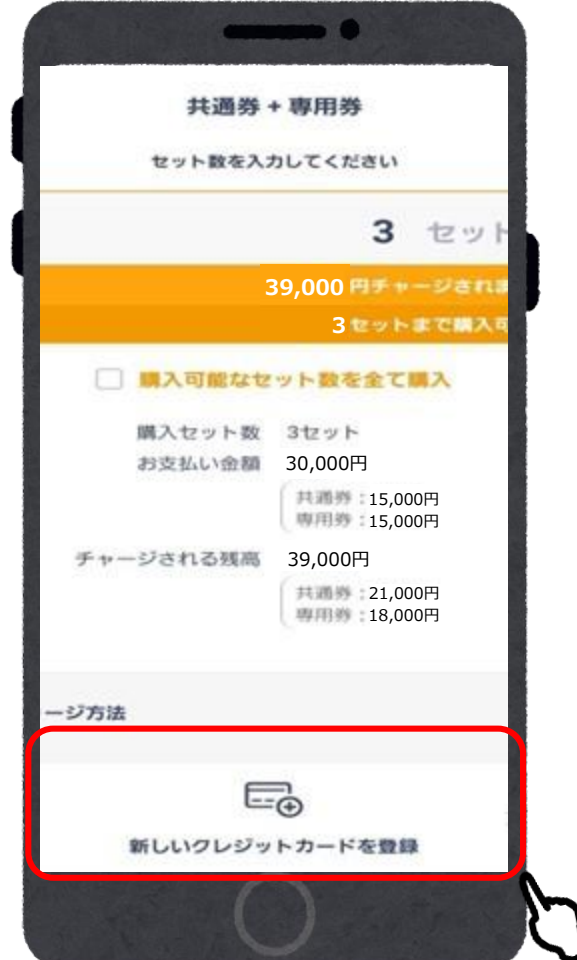 共通券 + 専用券
セット数を入力してください
3 セット
39,000 円チャージされま
3 セットまで購入可
購入可能なセット数を全て購入
購入セット数 3セット
お支払い金額 30,000円
共通券：15,000円
専用券：15,000円
チャージされる残高 39,000円
共通券：21,000円
専用券：18,000円
ージ方法
新しいクレジットカードを登録